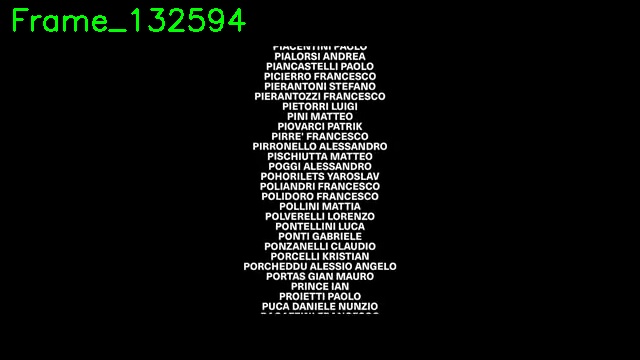 Frame_132594
PIACENTINI PAOLO
PIALORSI ANDREA
PIANCASTELLI PAOLO
PICIERRO FRANCESCO
PIERANTONI STEFANO
PIERANTOZZI FRANCESCO
PIETORRI LUIGI
PINI MATTEO
PIOVARCI PATRIK
PIRRE' FRANCESCO
PIRRONELLO ALESSANDRO
PISCHIUTTA MATTEO
POGGI ALESSANDRO
POHORILETS YAROSLAV
POLIANDRI FRANCESCO
POLIDORO FRANCESCO
POLLINI MATTIA
POLVERELLI LORENZO
PONTELLINI LUCA
PONTI GABRIELE
PONZANELLI CLAUDIO
PORCELLI KRISTIAN
PORCHEDDU ALESSIO ANGELO
PORTAS GIAN MAURO
PRINCE IAN
PROIETTI PAOLO
PUCA DANIELE NUNZIO